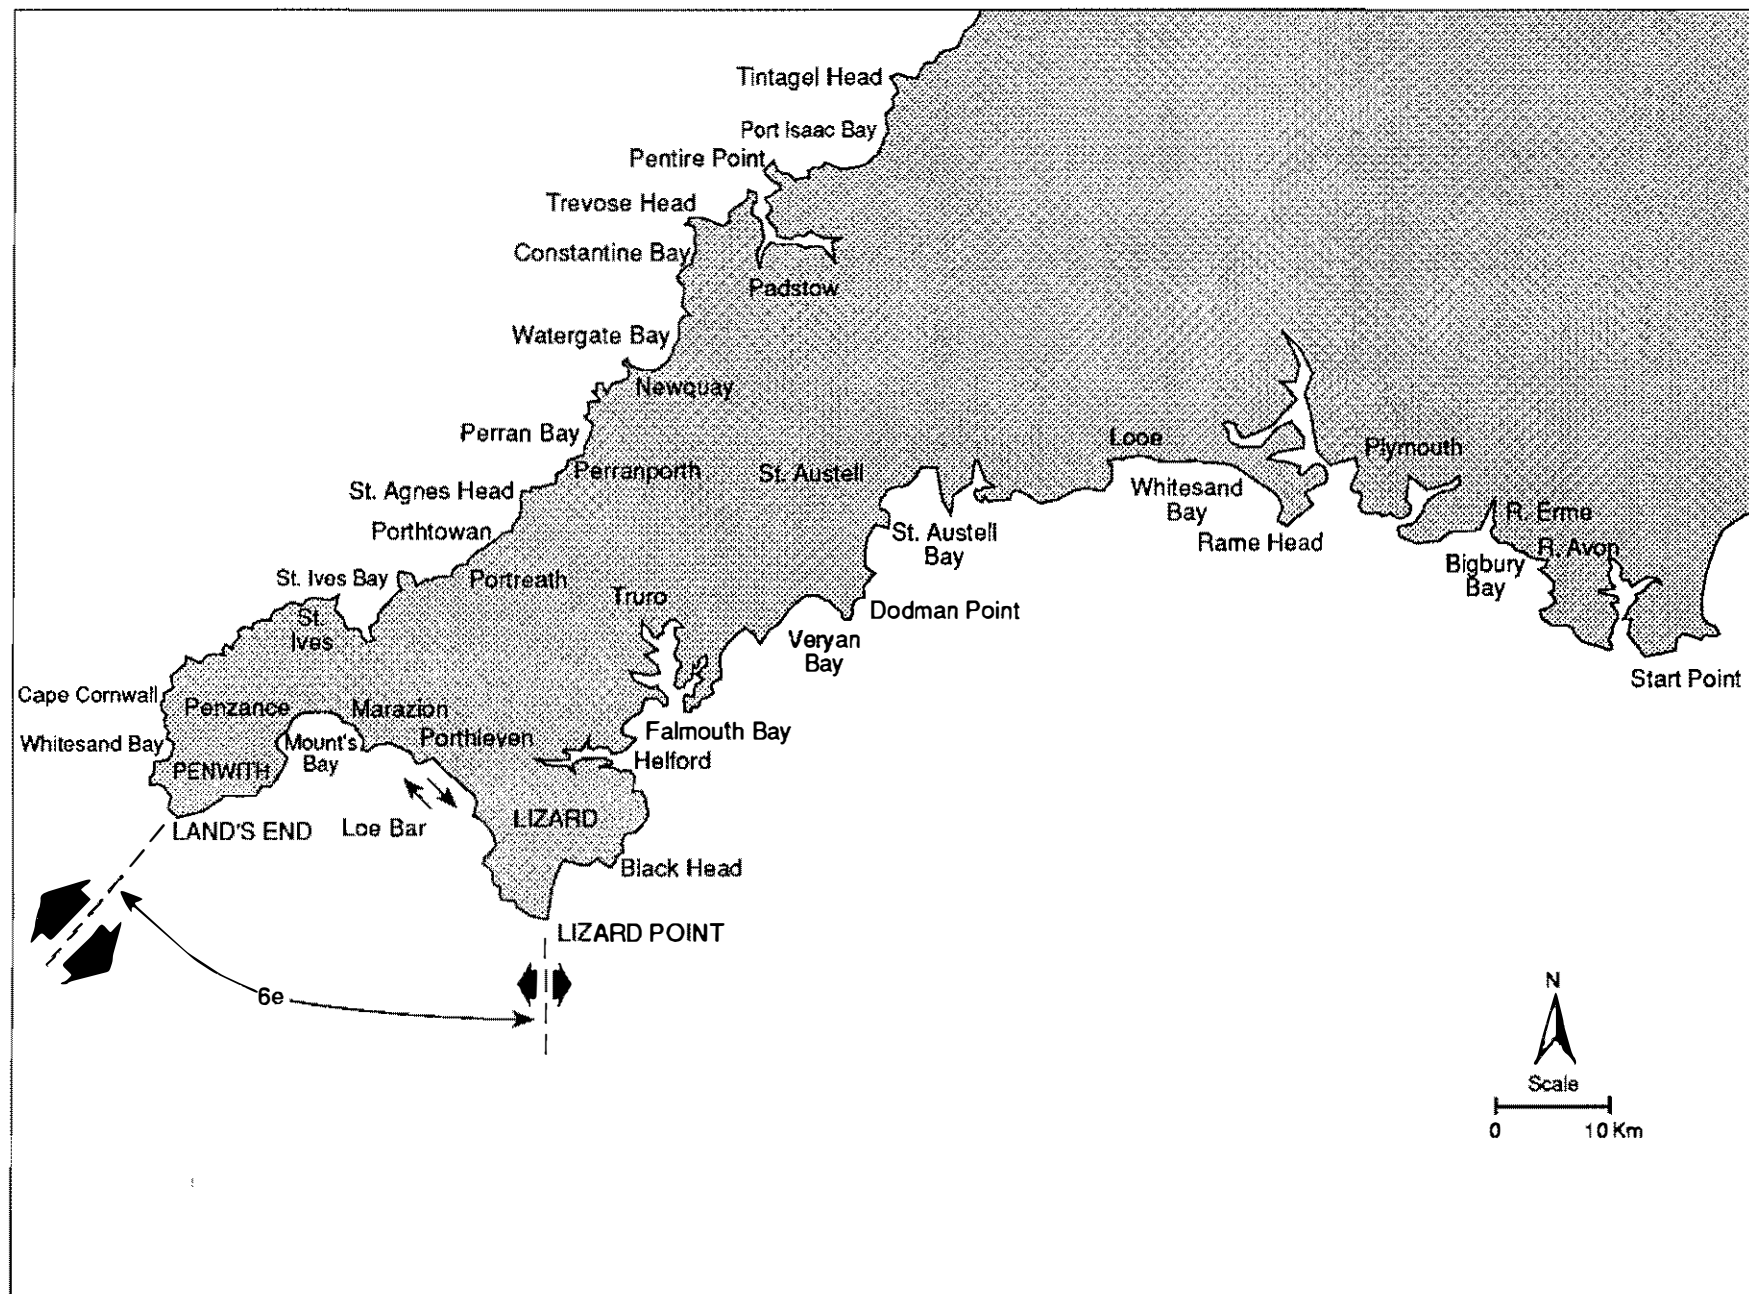 Tintagel Head
Port Isaac Bay
Pentire Point
Trevose Head
Constantine Bay
Padstow
Watergate Bay
Newquay
Perran Bay
Perranporth
St. Agnes Head
Porthtowan
St. Ives Bay
Portreath
St.
Ives
Truro
St. Austell
St. Austell
Bay
Dodman Point
Veryan
Bay
Looe
Whitesand
Bay
Rame Head
Plymouth
R. Erme
R. Avon
Bigbury
Bay
Start Point
Cape Cornwall
Whitesand Bay
Penzance
PENWITH
Mount's
Bay
Marazion
Porthleven
Falmouth Bay
Helford
LIZARD
Loe Bar
LAND'S END
Black Head
LIZARD POINT
6e
N
Scale
0
10 Km